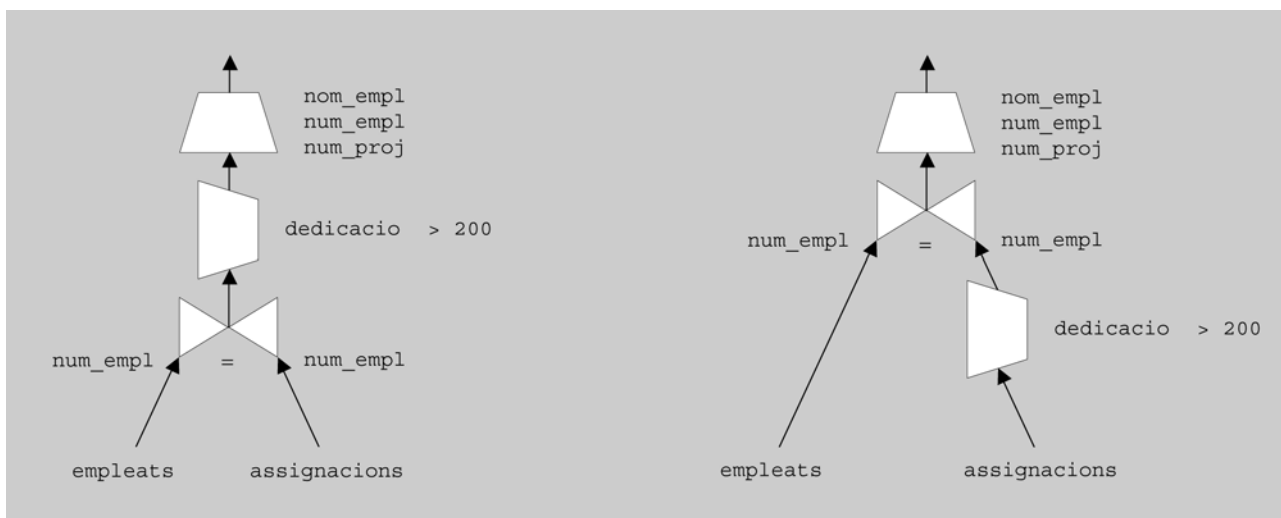 nom_empl
num_empl
num_proj
dedicacio > 200
num_empl = num_empl
empleats assignacions
nom_empl
num_empl
num_proj
num_empl = num_empl
dedicacio > 200
empleats assignacions